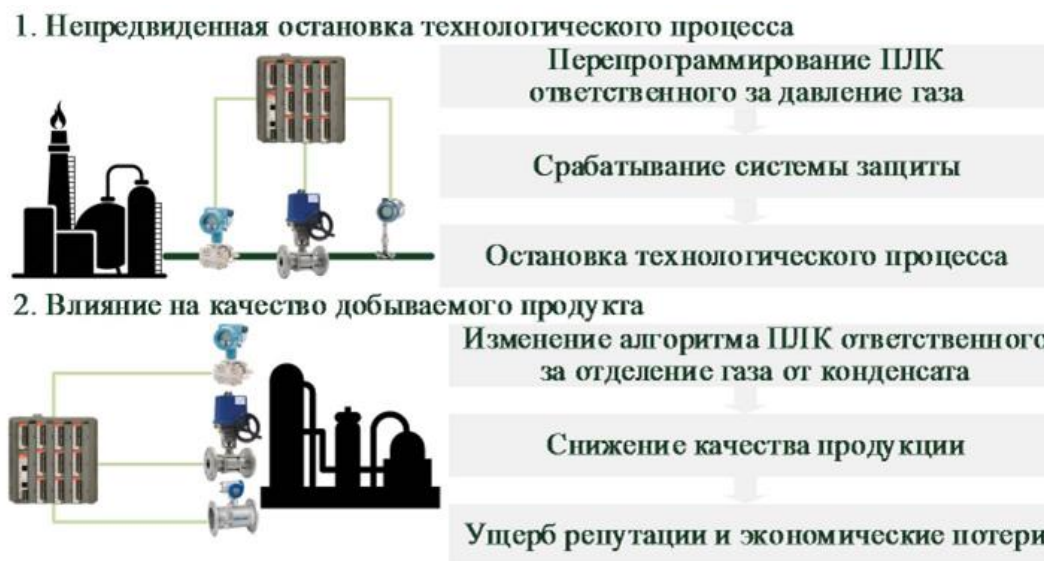 1. Непредвиденная остановка технологического процесса
Перепрограммирование ПЛК
ответственного за давление газа
Срабатывание системы защиты
Остановка технологического процесса
2. Влияние на качество добываемого продукта
Изменение алгоритма ПЛК ответственного
за отделение газа от конденсата
Снижение качества продукции
Ущерб репутации и экономические потери